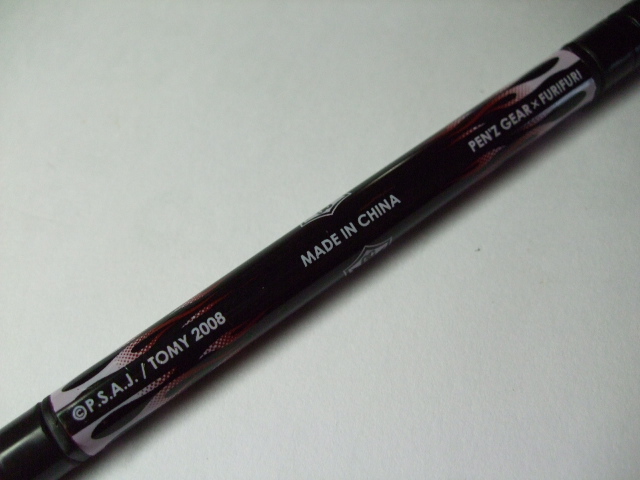 ©P.S.A.J. / TOMY 2008
MADE IN CHINA
PEN'Z GEAR × FURIFURI